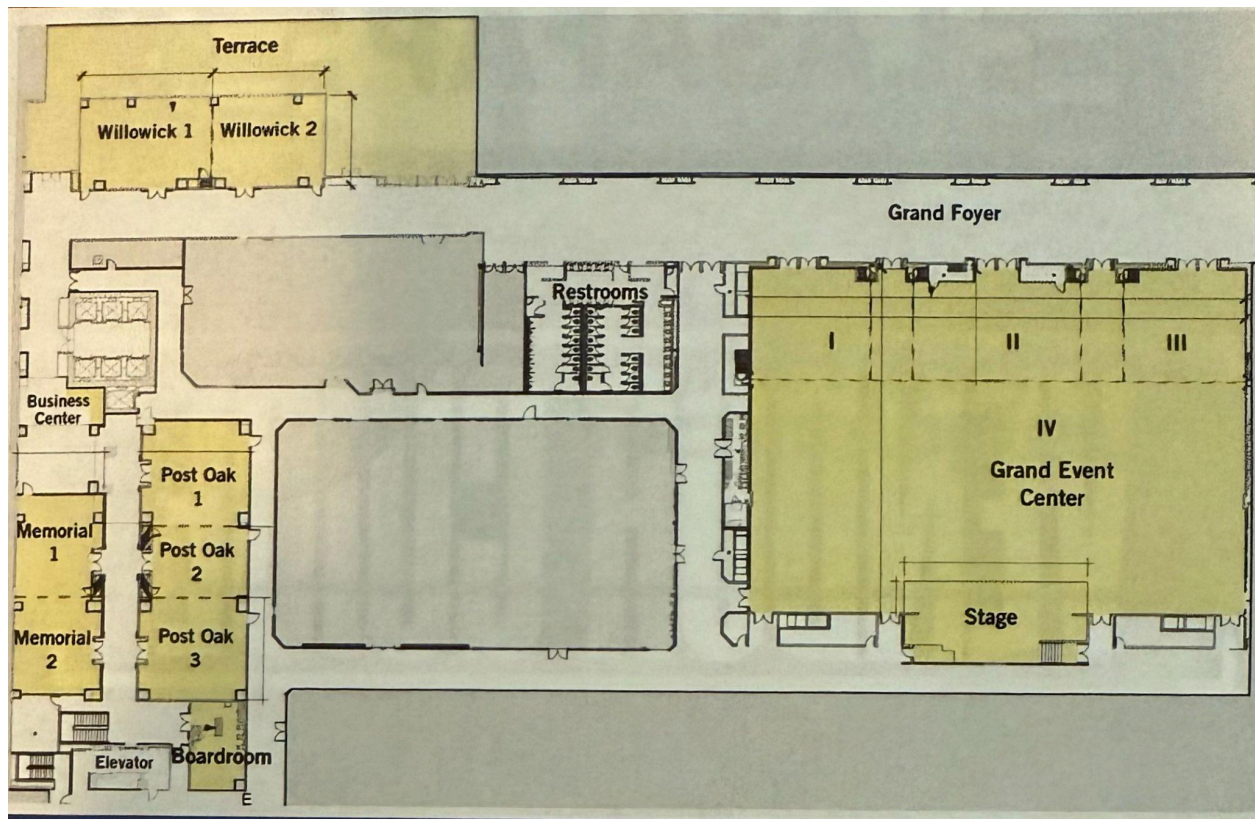 Terrace
Willowick 1
Willowick 2
Grand Foyer
Restrooms
I
II
III
Business
Center
IV
Grand Event
Center
Post Oak
1
Memorial
1
Post Oak
2
Memorial
2
Post Oak
3
Stage
Elevator
Boardroom
E